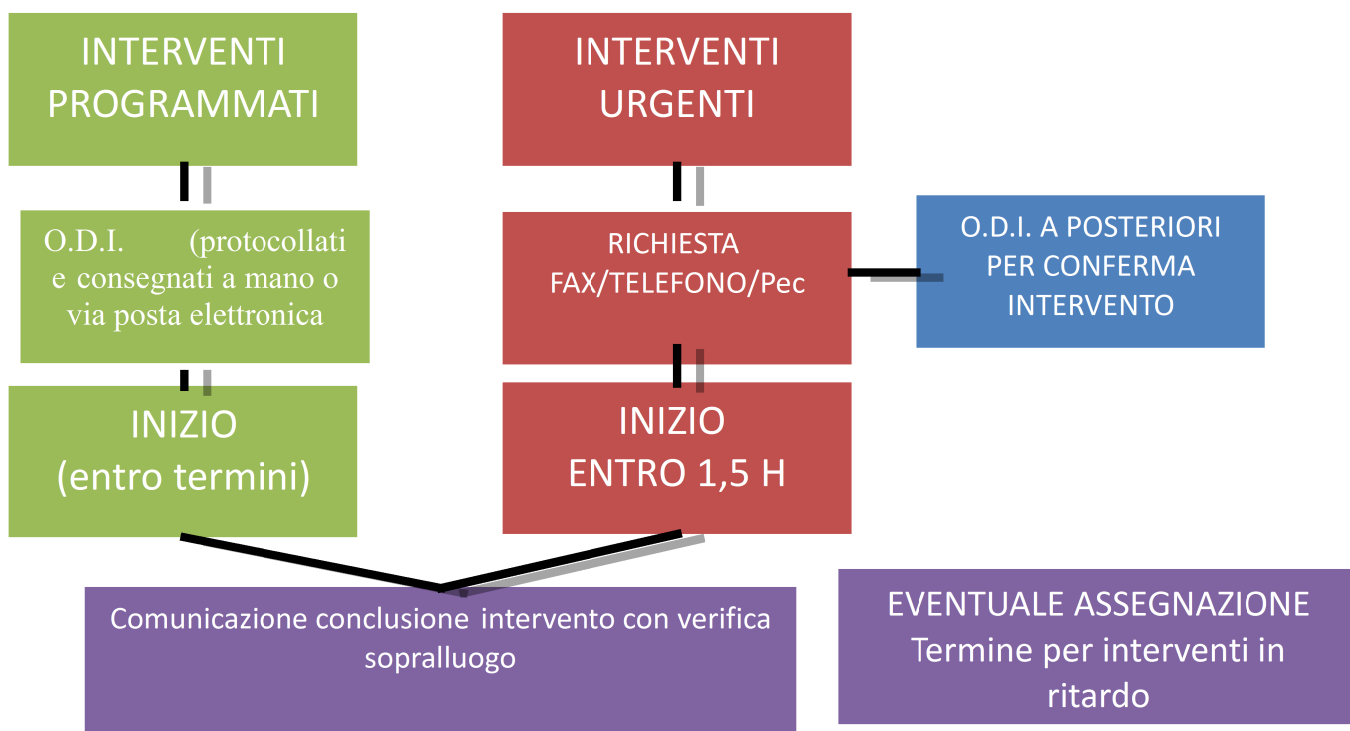 INTERVENTI
PROGRAMMATI
INTERVENTI
URGENTI
O.D.I. (protocollati
e consegnati a mano o
via posta elettronica
RICHIESTA
FAX/TELEFONO/Pec
O.D.I. A POSTERIORI
PER CONFERMA
INTERVENTO
INIZIO
(entro termini)
INIZIO
ENTRO 1,5 H
Comunicazione conclusione intervento con verifica
sopralluogo
EVENTUALE ASSEGNAZIONE
Termine per interventi in
ritardo